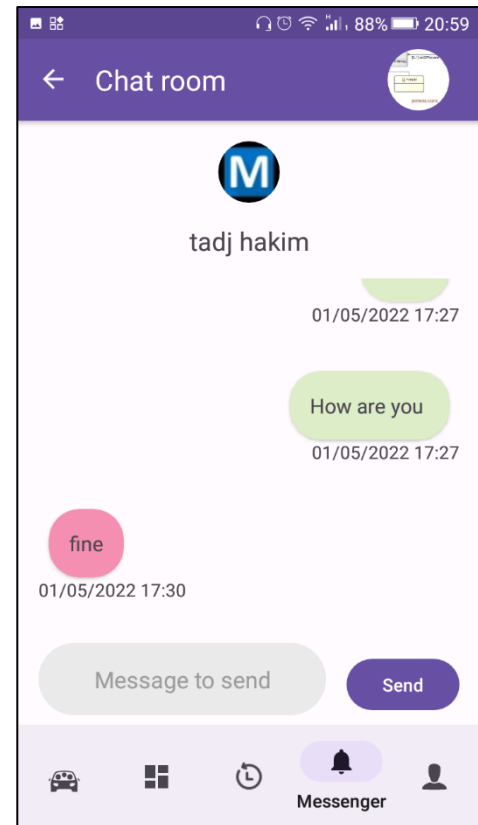 88% 20:59
Chat room
M
tadj hakim
01/05/2022 17:27
How are you
01/05/2022 17:27
fine
01/05/2022 17:30
Message to send
Send
Messenger